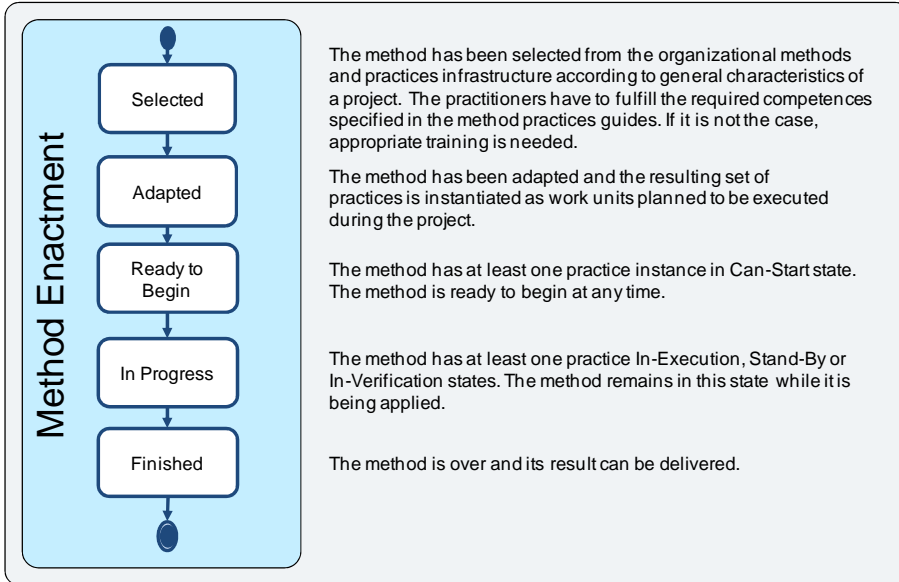 Method Enactment
Selected
The method has been selected from the organizational methods
and practices infrastructure according to general characteristics of
a project. The practitioners have to fulfill the required competences
specified in the method practices guides. If it is not the case,
appropriate training is needed.
Adapted
The method has been adapted and the resulting set of
practices is instantiated as work units planned to be executed
during the project.
Ready to
Begin
The method has at least one practice instance in Can-Start state.
The method is ready to begin at any time.
In Progress
The method has at least one practice In-Execution, Stand-By or
In-Verification states. The method remains in this state while it is
being applied.
Finished
The method is over and its result can be delivered.